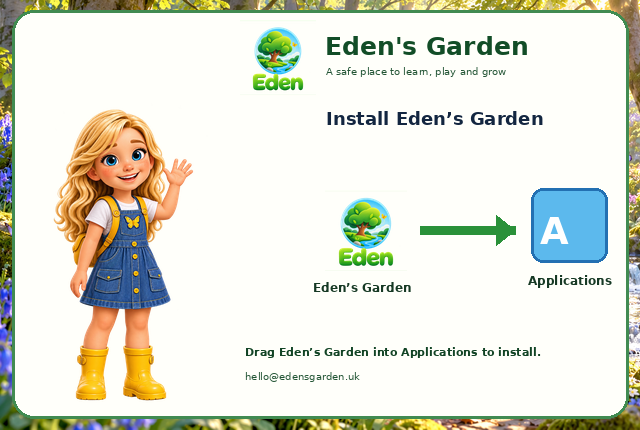 Eden
Eden's Garden
A safe place to learn, play and grow
Install Eden’s Garden
Eden
A
Eden’s Garden
Applications
Drag Eden’s Garden into Applications to install.
hello@edensgarden.uk